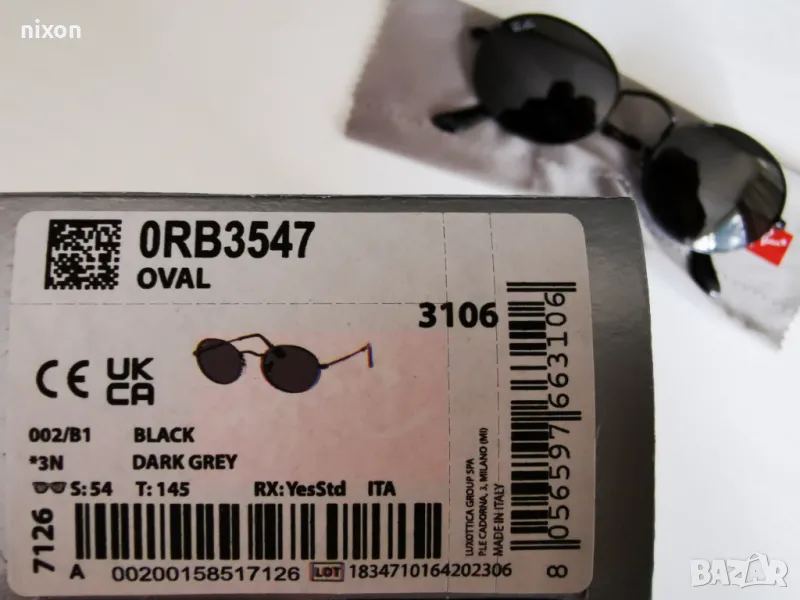 nixon
0RB3547
OVAL
3106
CE UK
CA
002/B1 BLACK
*3N DARK GREY
S: 54 T: 145 RX: YesStd ITA
7126
A 00200158517126 LOT 1834710164202306
LUXOTTICA GROUP SPA
P.LE CADORNA, 3, MILANO (MI)
MADE IN ITALY
8 056597 663106
BAZAR